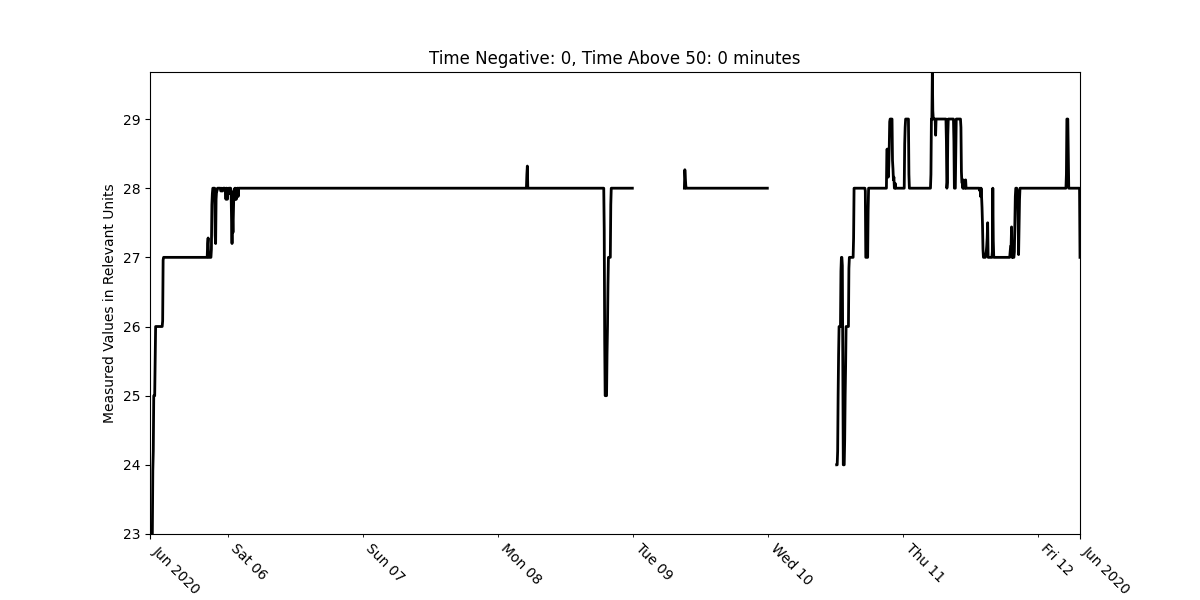 Time Negative: 0, Time Above 50: 0 minutes
Measured Values in Relevant Units
29
28
27
26
25
24
23
Jun 2020
Sat 06
Sun 07
Mon 08
Tue 09
Wed 10
Thu 11
Fri 12
Jun 2020